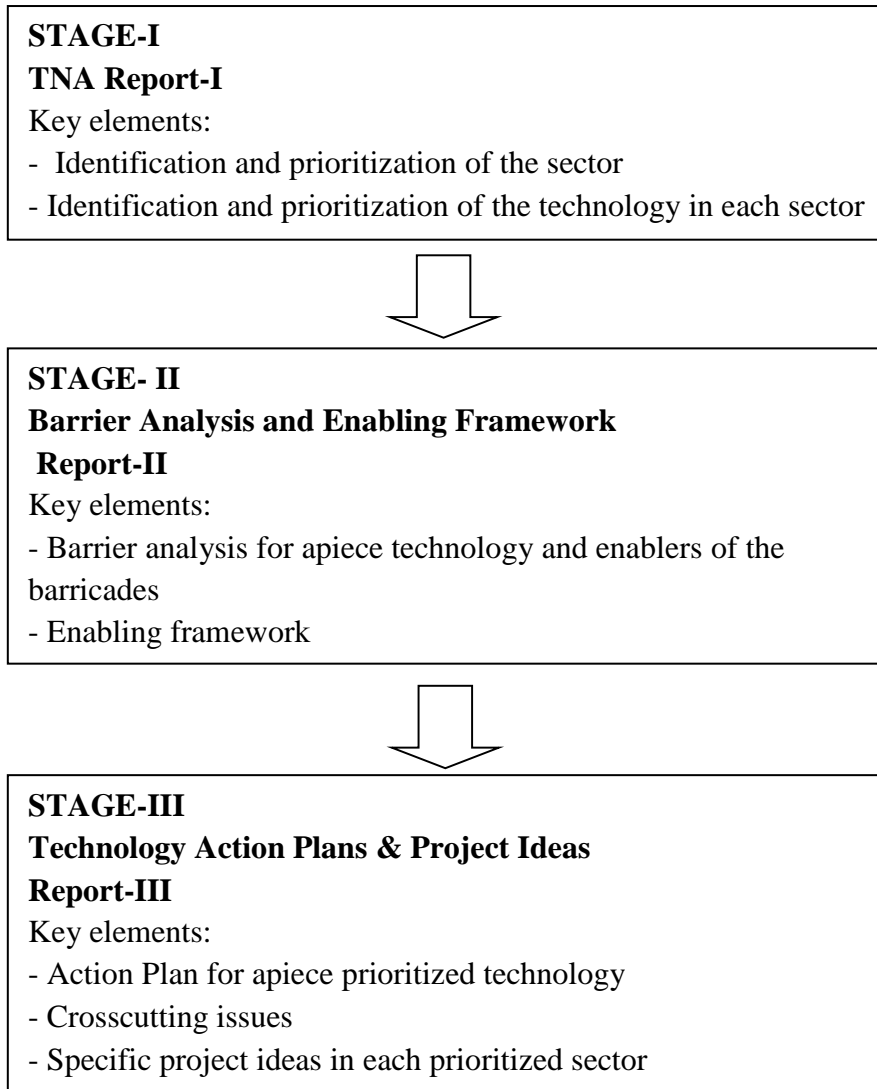 STAGE-I
TNA Report-I
Key elements:
- Identification and prioritization of the sector
- Identification and prioritization of the technology in each sector
STAGE- II
Barrier Analysis and Enabling Framework
Report-II
Key elements:
- Barrier analysis for apiece technology and enablers of the
barricades
- Enabling framework
STAGE-III
Technology Action Plans & Project Ideas
Report-III
Key elements:
- Action Plan for apiece prioritized technology
- Crosscutting issues
- Specific project ideas in each prioritized sector